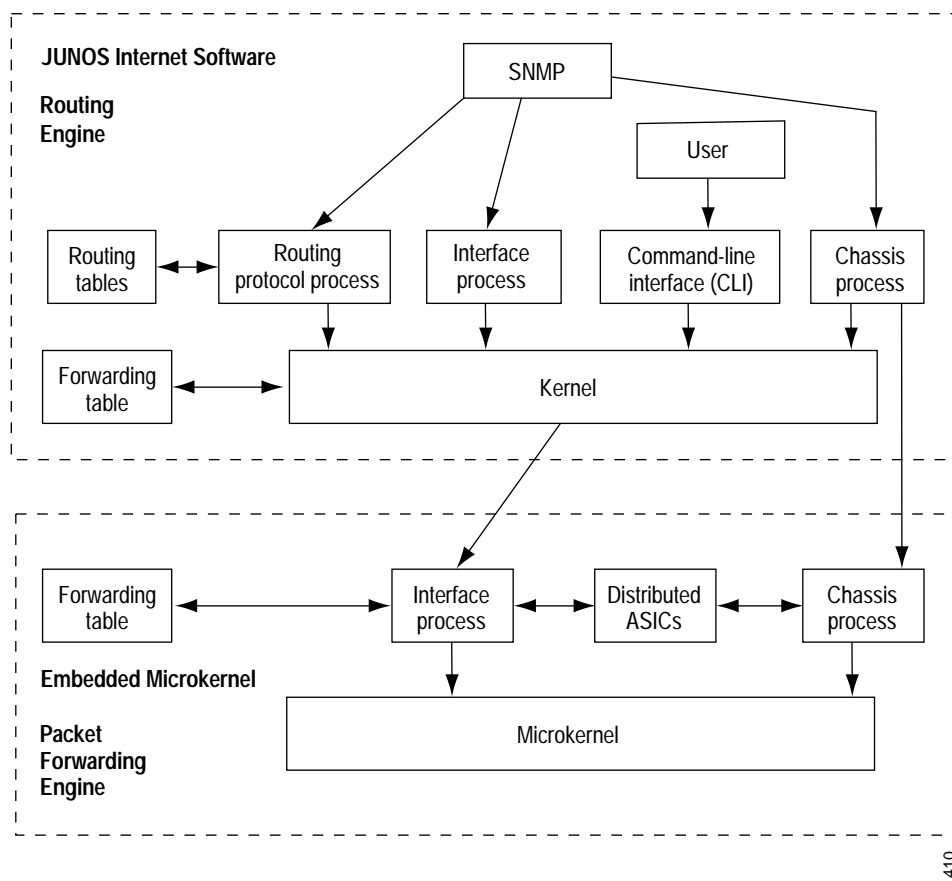 JUNOS Internet Software
Routing
Engine
SNMP
User
Routing
tables
Routing
protocol process
Interface
process
Command-line
interface (CLI)
Chassis
process
Forwarding
table
Kernel
Forwarding
table
Interface
process
Distributed
ASICs
Chassis
process
Embedded Microkernel
Packet
Forwarding
Engine
Microkernel